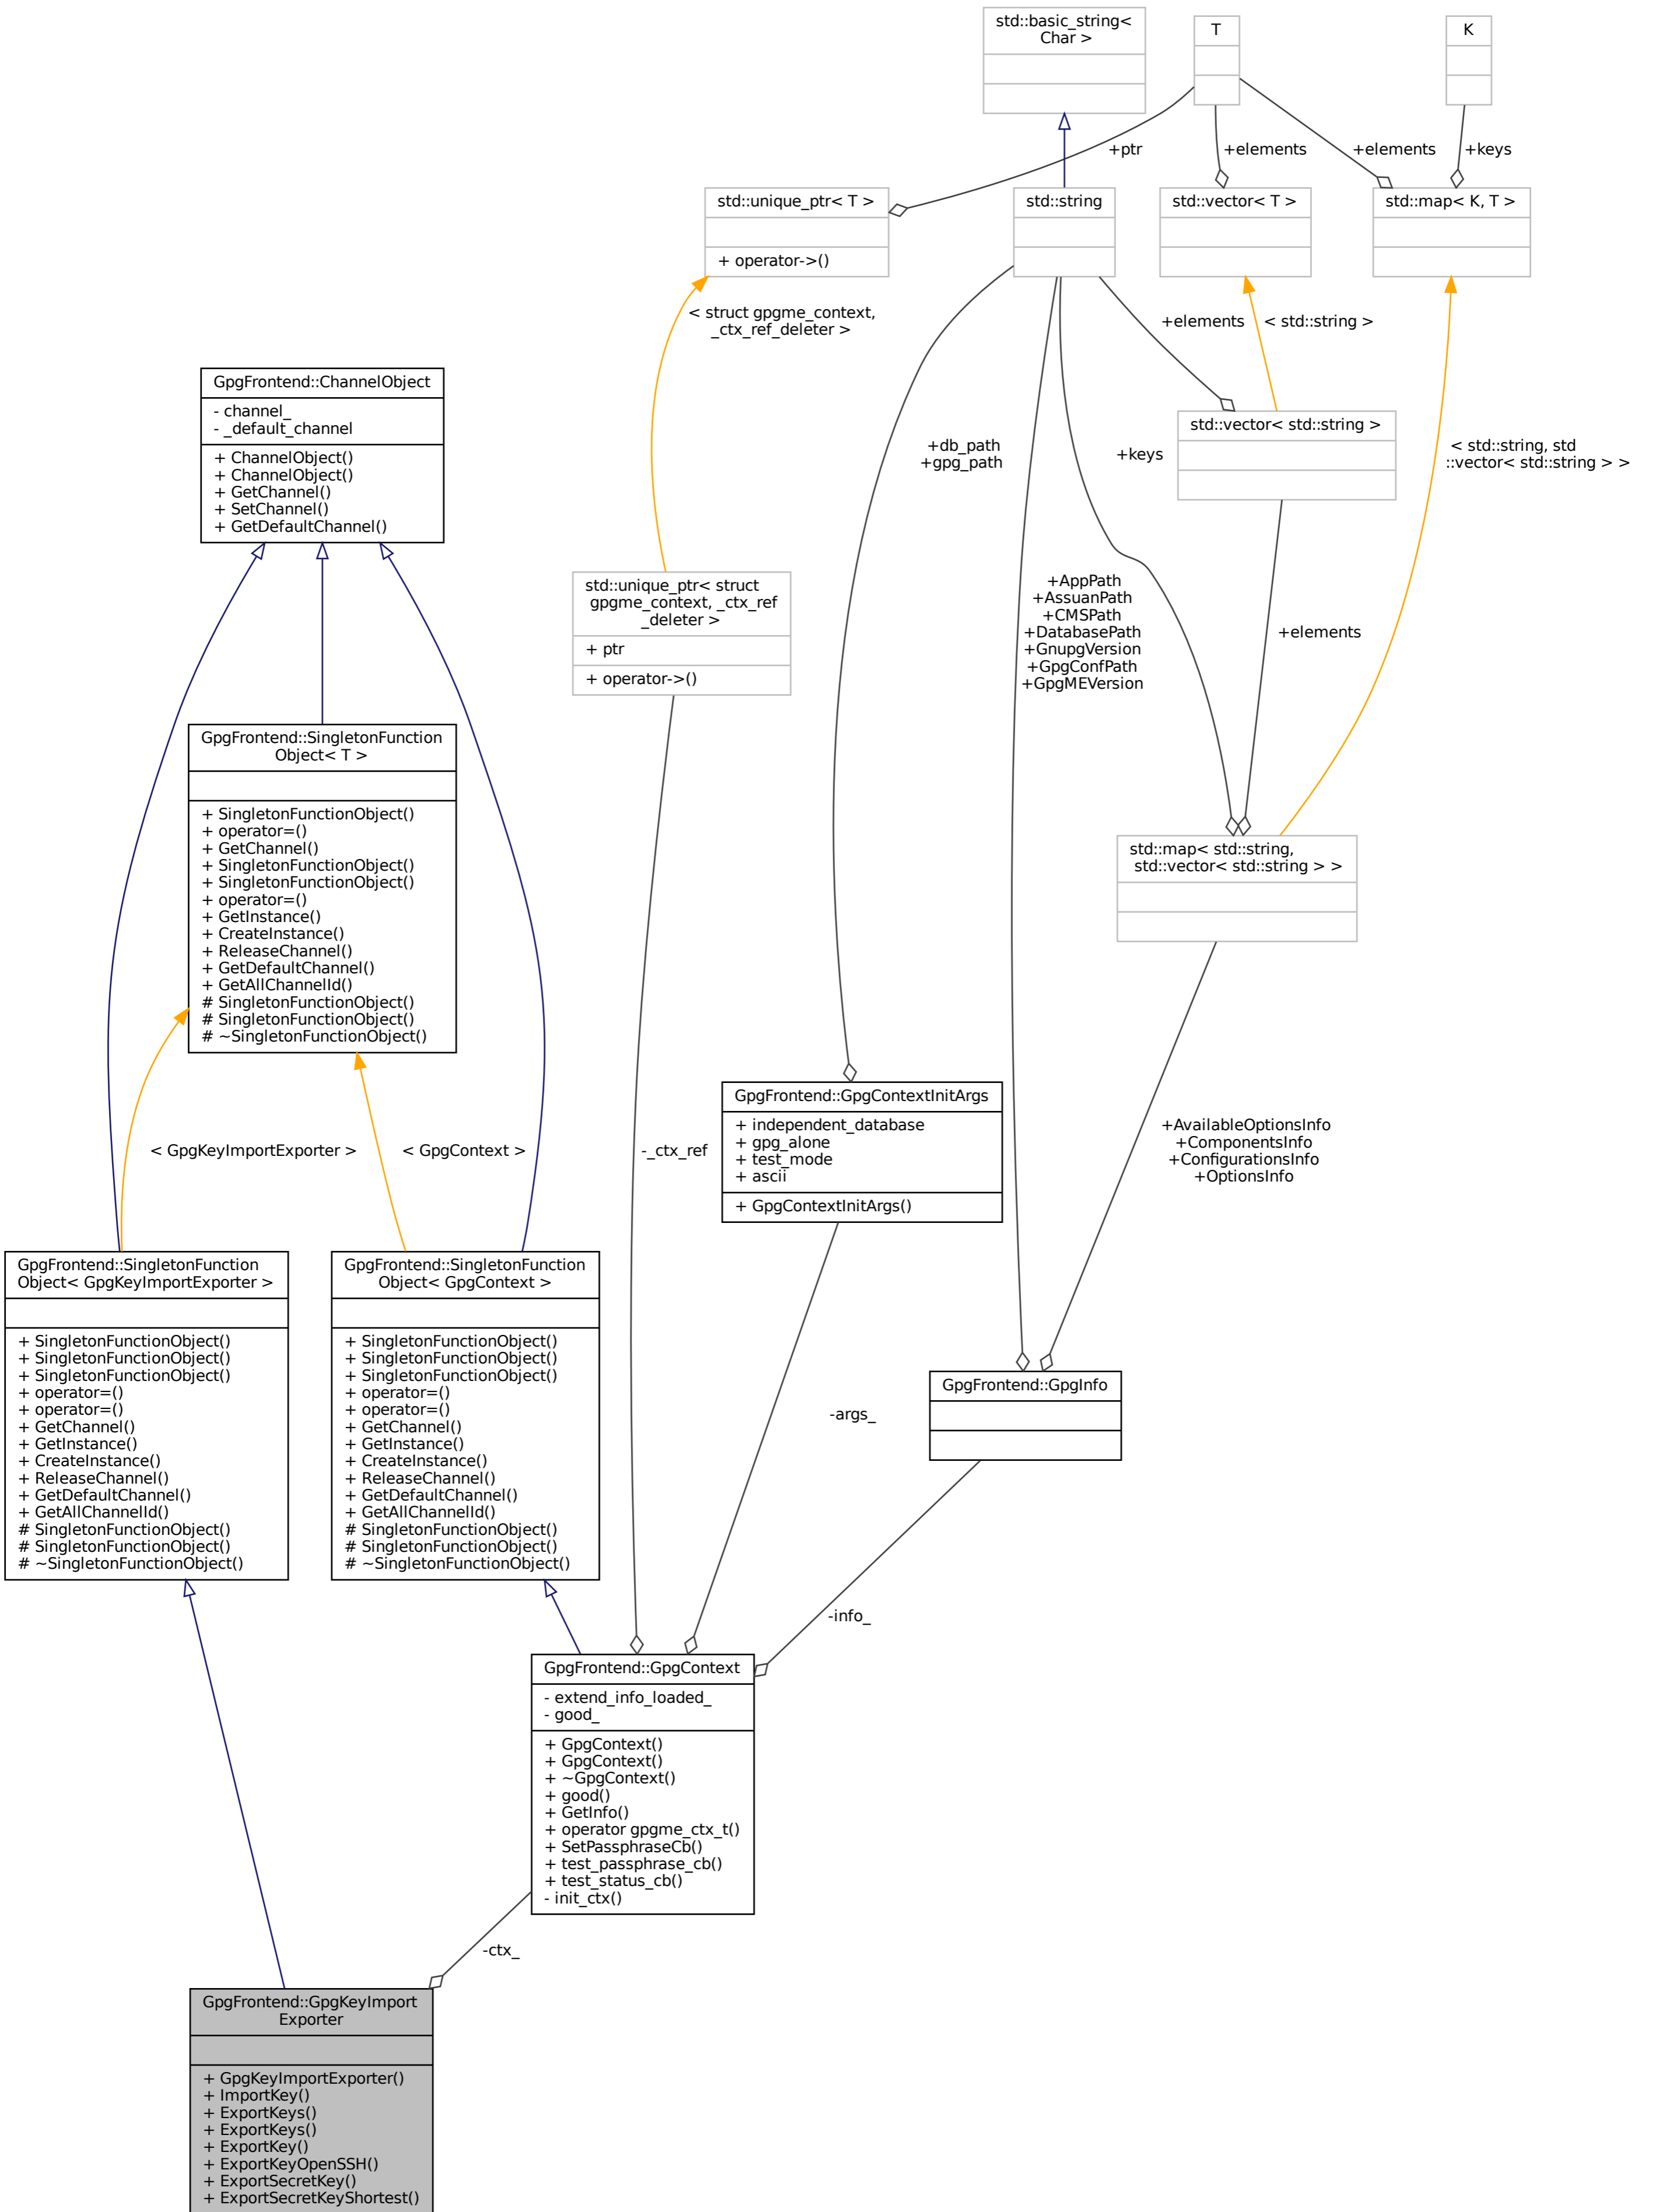 std::basic_string<
Char >
T
K
+ptr
+elements
+elements
+keys
std::unique_ptr< T >
+ operator->()
std::string
std::vector< T >
std::map< K, T >
< struct gpgme_context,
_ctx_ref_deleter >
+elements
< std::string >
GpgFrontend::ChannelObject
- channel_
- _default_channel
+ ChannelObject()
+ ChannelObject()
+ GetChannel()
+ SetChannel()
+ GetDefaultChannel()
+db_path
+gpg_path
+keys
std::vector< std::string >
< std::string, std
::vector< std::string > >
std::unique_ptr< struct
gpgme_context, _ctx_ref
_deleter >
+ ptr
+ operator->()
+AppPath
+AssuanPath
+CMSPath
+DatabasePath
+GnupgVersion
+GpgConfPath
+GpgMEVersion
+elements
GpgFrontend::SingletonFunction
Object< T >
+ SingletonFunctionObject()
+ operator=()
+ GetChannel()
+ SingletonFunctionObject()
+ SingletonFunctionObject()
+ operator=()
+ GetInstance()
+ CreateInstance()
+ ReleaseChannel()
+ GetDefaultChannel()
+ GetAllChannelId()
# SingletonFunctionObject()
# SingletonFunctionObject()
# ~SingletonFunctionObject()
std::map< std::string,
std::vector< std::string > >
< GpgKeyImportExporter >
< GpgContext >
-_ctx_ref
GpgFrontend::GpgContextInitArgs
+ independent_database
+ gpg_alone
+ test_mode
+ ascii
+ GpgContextInitArgs()
+AvailableOptionsInfo
+ComponentsInfo
+ConfigurationsInfo
+OptionsInfo
GpgFrontend::SingletonFunction
Object< GpgKeyImportExporter >
+ SingletonFunctionObject()
+ SingletonFunctionObject()
+ SingletonFunctionObject()
+ operator=()
+ operator=()
+ GetChannel()
+ GetInstance()
+ CreateInstance()
+ ReleaseChannel()
+ GetDefaultChannel()
+ GetAllChannelId()
# SingletonFunctionObject()
# SingletonFunctionObject()
# ~SingletonFunctionObject()
GpgFrontend::SingletonFunction
Object< GpgContext >
+ SingletonFunctionObject()
+ SingletonFunctionObject()
+ SingletonFunctionObject()
+ operator=()
+ operator=()
+ GetChannel()
+ GetInstance()
+ CreateInstance()
+ ReleaseChannel()
+ GetDefaultChannel()
+ GetAllChannelId()
# SingletonFunctionObject()
# SingletonFunctionObject()
# ~SingletonFunctionObject()
-args_
GpgFrontend::GpgInfo
-info_
GpgFrontend::GpgContext
- extend_info_loaded_
- good_
+ GpgContext()
+ GpgContext()
+ ~GpgContext()
+ good()
+ GetInfo()
+ operator gpgme_ctx_t()
+ SetPassphraseCb()
+ test_passphrase_cb()
+ test_status_cb()
- init_ctx()
-ctx_
GpgFrontend::GpgKeyImport
Exporter
+ GpgKeyImportExporter()
+ ImportKey()
+ ExportKeys()
+ ExportKeys()
+ ExportKey()
+ ExportKeyOpenSSH()
+ ExportSecretKey()
+ ExportSecretKeyShortest()